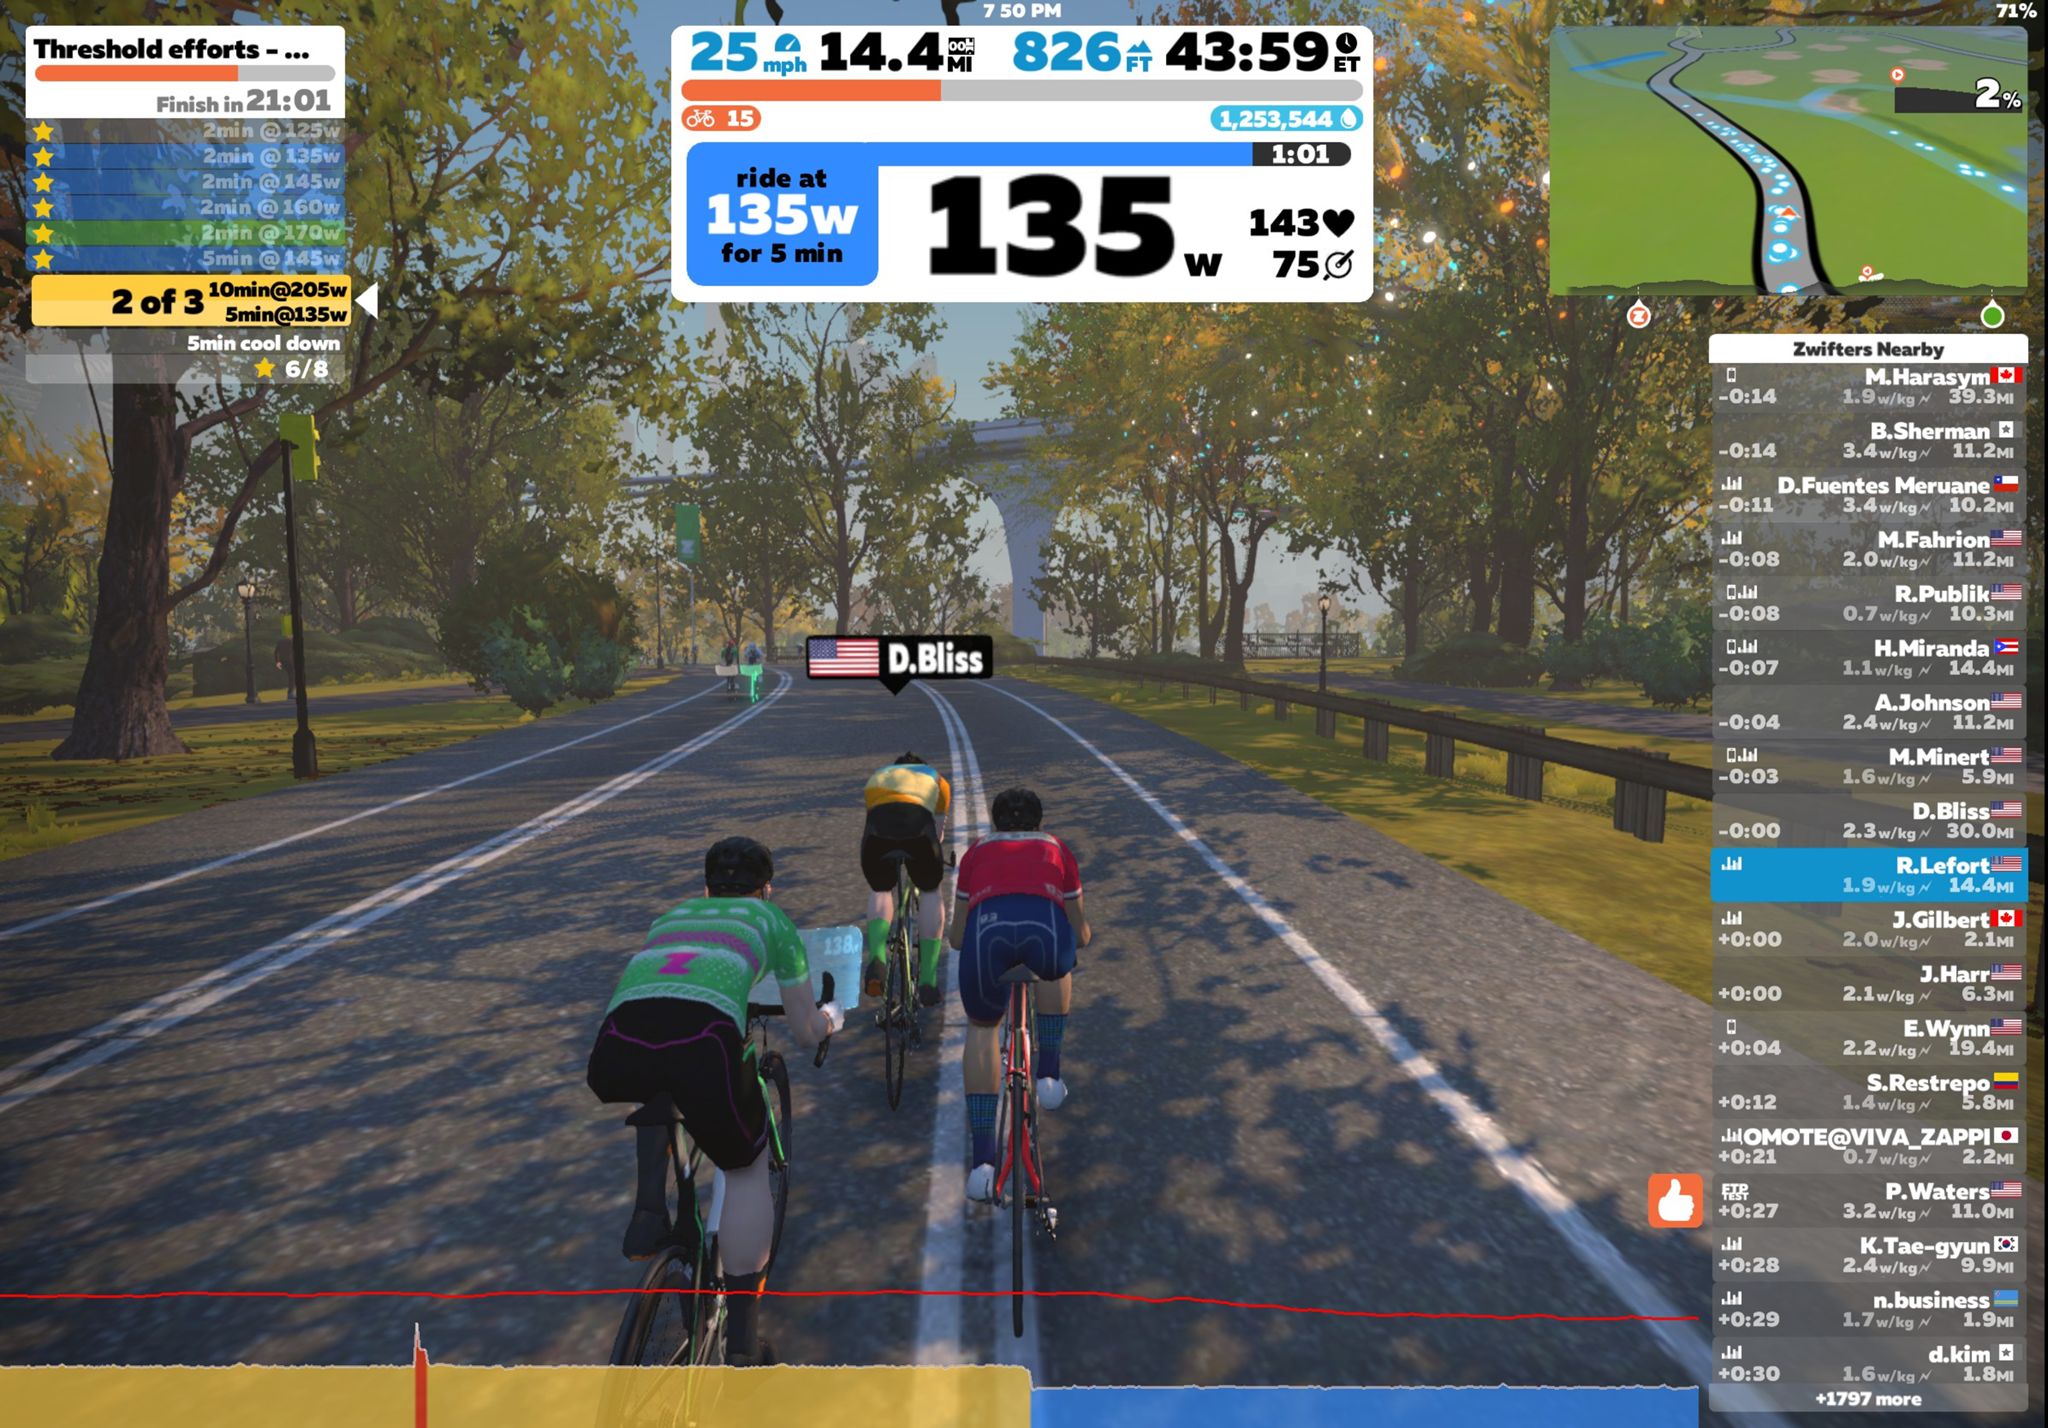 7 50 PM
71%
Threshold efforts - ...
Finish in 21:01
2min @ 125w
2min @ 135w
2min @ 145w
2min @ 160w
2min @ 170w
5min @ 145w
2 of 3
10min@205w
5min@135w
5min cool down
6/8
25 mph 14.4 MI 826 FT 43:59 ET
15
1,253,544
1:01
ride at
135w
for 5 min
135 w
143
75
2%
Z
D.Bliss
138
Z
Zwifters Nearby
M.Harasym
-0:14 1.9 w/kg 39.3 MI
B.Sherman
-0:14 3.4 w/kg 11.2 MI
D.Fuentes Meruane
-0:11 3.4 w/kg 10.2 MI
M.Fahrion
-0:08 2.0 w/kg 11.2 MI
R.Publik
-0:08 0.7 w/kg 10.3 MI
H.Miranda
-0:07 1.1 w/kg 14.4 MI
A.Johnson
-0:04 2.4 w/kg 11.2 MI
M.Minert
-0:03 1.6 w/kg 5.9 MI
D.Bliss
-0:00 2.3 w/kg 30.0 MI
R.Lefort
1.9 w/kg 14.4 MI
J.Gilbert
+0:00 2.0 w/kg 2.1 MI
J.Harr
+0:00 2.1 w/kg 6.3 MI
E.Wynn
+0:04 2.2 w/kg 19.4 MI
S.Restrepo
+0:12 1.4 w/kg 5.8 MI
OMOTE@VIVA_ZAPPI
+0:21 0.7 w/kg 2.2 MI
FTP TEST P.Waters
+0:27 3.2 w/kg 11.0 MI
K.Tae-gyun
+0:28 2.4 w/kg 9.9 MI
n.business
+0:29 1.7 w/kg 1.9 MI
d.kim
+0:30 1.6 w/kg 1.8 MI
+1797 more